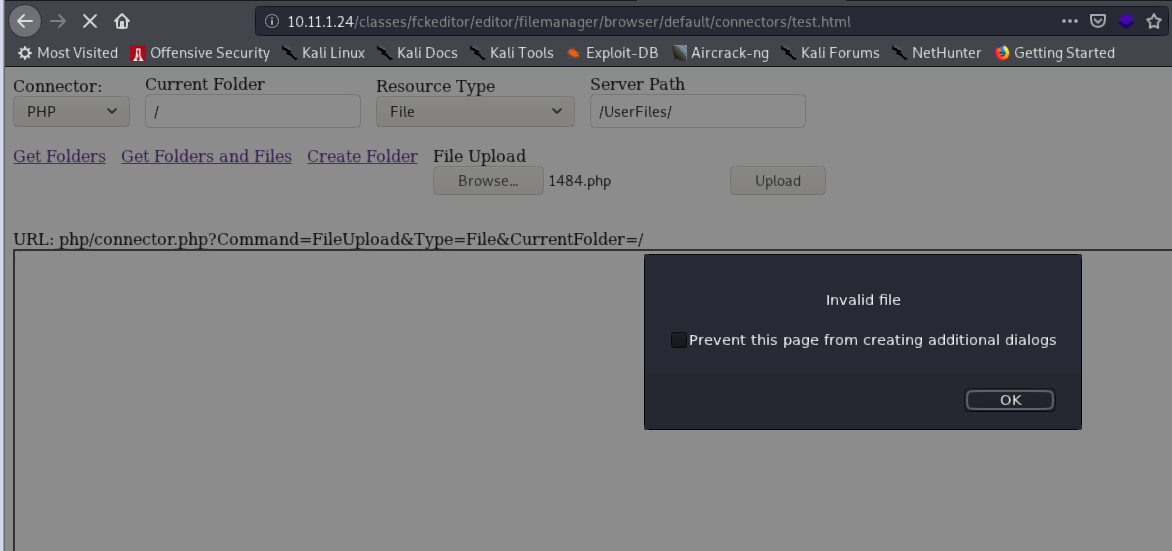 10.11.1.24/classes/fckeditor/editor/filemanager/browser/default/connectors/test.html
Most Visited Offensive Security Kali Linux Kali Docs Kali Tools Exploit-DB Aircrack-ng Kali Forums NetHunter Getting Started
Connector: Current Folder Resource Type Server Path
PHP / File /UserFiles/
Get Folders Get Folders and Files Create Folder File Upload
Browse... 1484.php Upload
URL: php/connector.php?Command=FileUpload&Type=File&CurrentFolder=/
Invalid file
Prevent this page from creating additional dialogs
OK